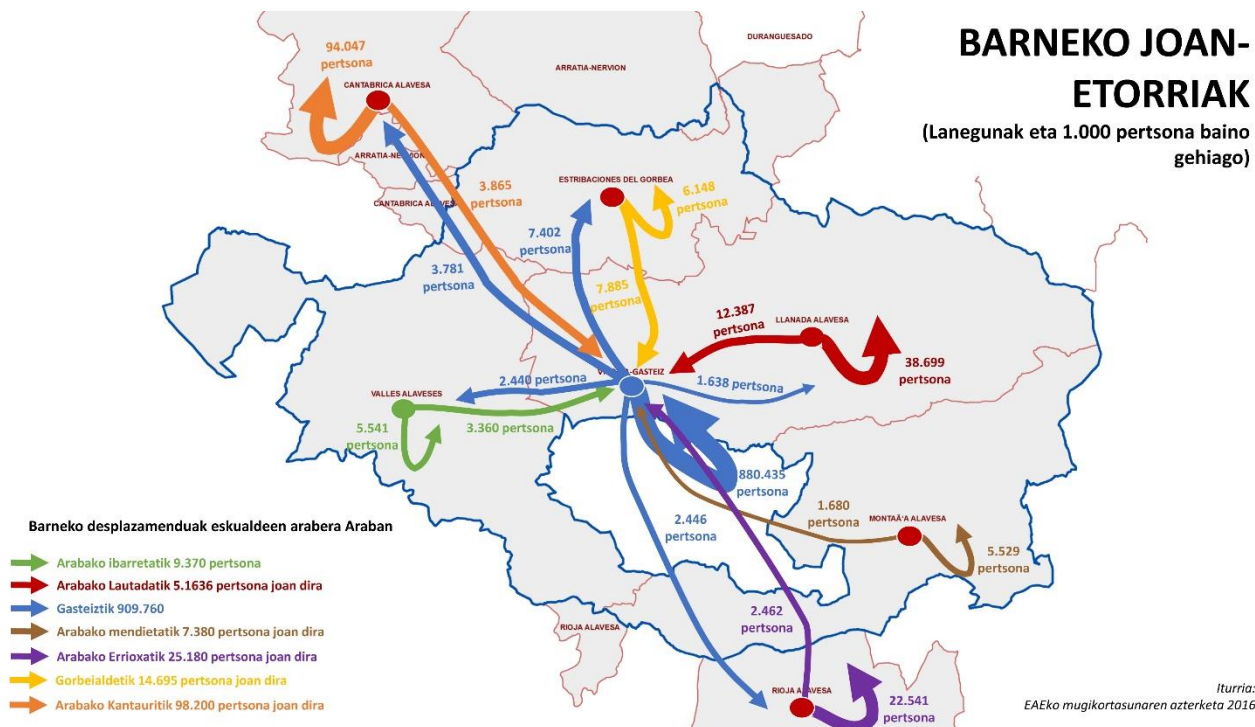 BARNEKO JOAN-
ETORRIAK
(Lanegunak eta 1.000 pertsona baino
gehiago)
DURANGUESADO
ARRATIA-NERVION
94.047
pertsona
CANTABRICA ALAVESA
ARRATIA-NERVION
CANTABRICA ALAVESA
3.865
pertsona
3.781
pertsona
ESTRIBACIONES DEL GORBEA
6.148
pertsona
7.402
pertsona
7.885
pertsona
12.387
pertsona
LLANADA ALAVESA
38.699
pertsona
VITORIA-GASTEIZ
2.440 pertsona
1.638 pertsona
VALLES ALAVESES
5.541
pertsona
3.360 pertsona
880.435
pertsona
1.680
pertsona
MONTAÃ'A ALAVESA
5.529
pertsona
2.446
pertsona
2.462
pertsona
RIOJA ALAVESA
RIOJA ALAVESA
22.541
pertsona
Barneko desplazamenduak eskualdeen arabera Araban
Arabako ibarretatik 9.370 pertsona
Arabako Lautadatik 5.1636 pertsona joan dira
Gasteiztik 909.760
Arabako mendietatik 7.380 pertsona joan dira
Arabako Errioxatik 25.180 pertsona joan dira
Gorbeialdetik 14.695 pertsona joan dira
Arabako Kantauritik 98.200 pertsona joan dira
Iturria:
EAEko mugikortasunaren azterketa 2016